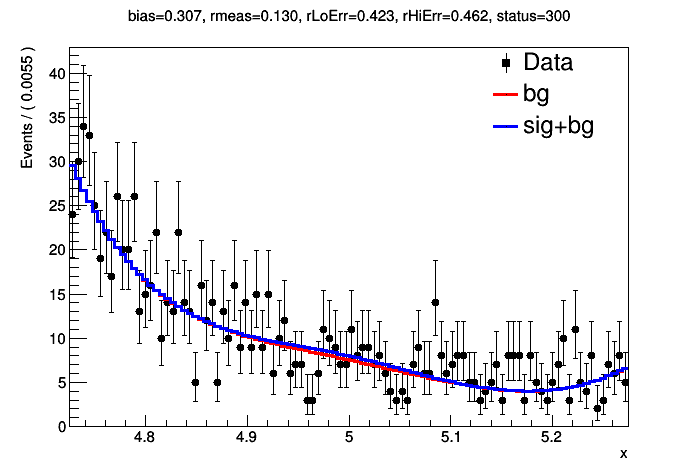 bias=0.307, rmeas=0.130, rLoErr=0.423, rHiErr=0.462, status=300
Events / ( 0.0055 )
40
35
30
25
20
15
10
5
0
Data
bg
sig+bg
4.8 4.9 5 5.1 5.2
x